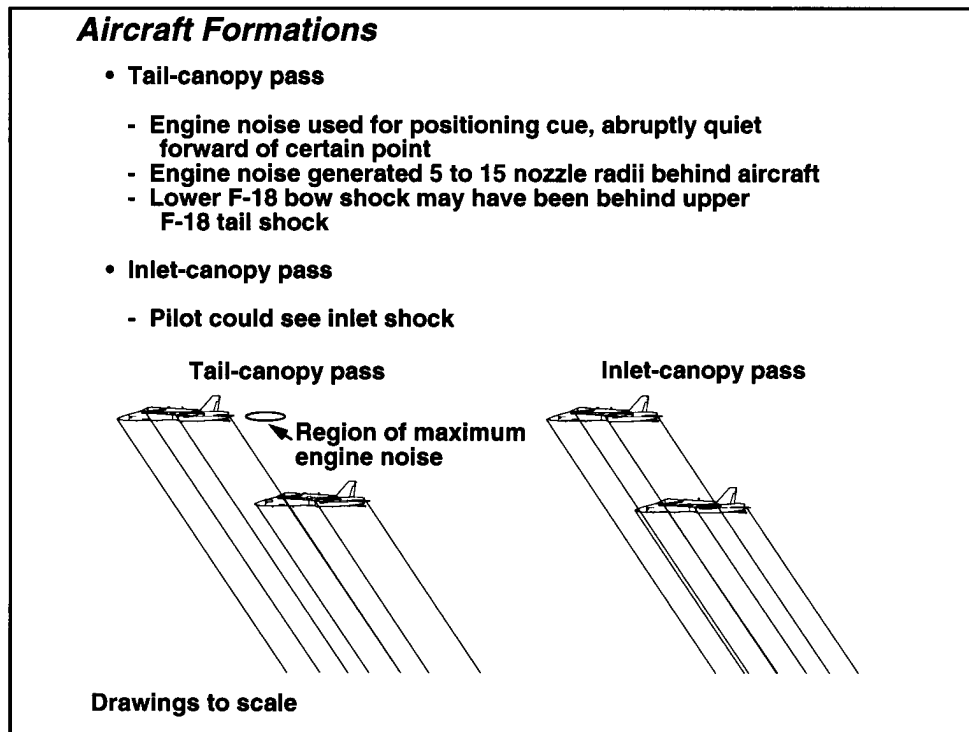 Aircraft Formations
• Tail-canopy pass
- Engine noise used for positioning cue, abruptly quiet
forward of certain point
- Engine noise generated 5 to 15 nozzle radii behind aircraft
- Lower F-18 bow shock may have been behind upper
F-18 tail shock
• Inlet-canopy pass
- Pilot could see inlet shock
Tail-canopy pass
Region of maximum
engine noise
Inlet-canopy pass
Drawings to scale